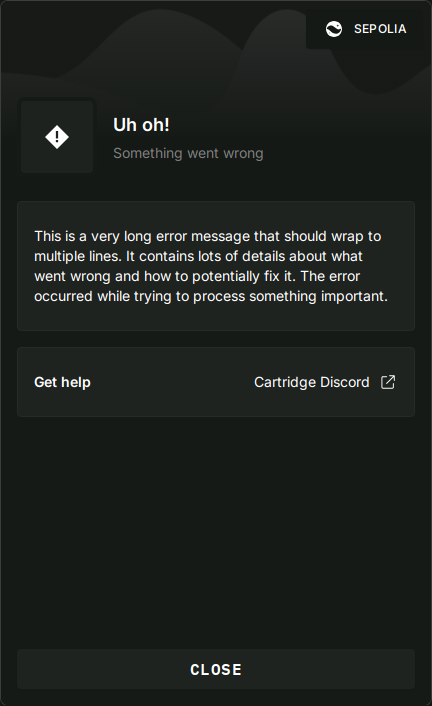 SEPOLIA
Uh oh!
Something went wrong
This is a very long error message that should wrap to
multiple lines. It contains lots of details about what
went wrong and how to potentially fix it. The error
occurred while trying to process something important.
Get help
Cartridge Discord
CLOSE